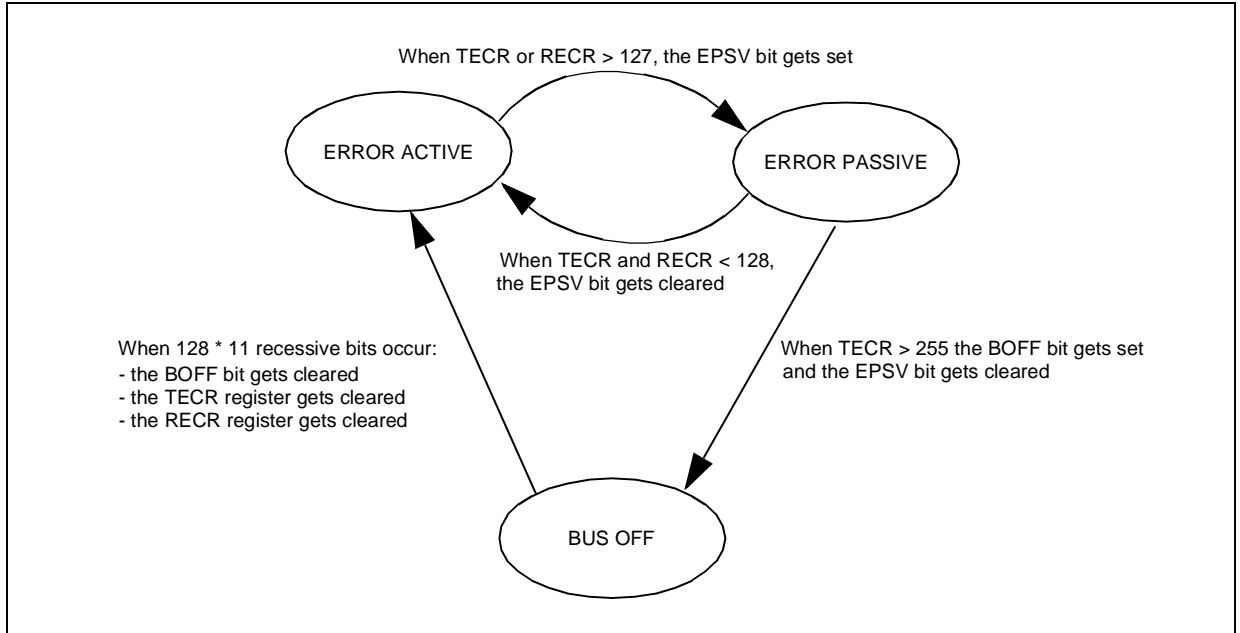 When TECR or RECR > 127, the EPSV bit gets set
ERROR ACTIVE
ERROR PASSIVE
When TECR and RECR < 128,
the EPSV bit gets cleared
When 128 * 11 recessive bits occur:
- the BOFF bit gets cleared
- the TECR register gets cleared
- the RECR register gets cleared
When TECR > 255 the BOFF bit gets set
and the EPSV bit gets cleared
BUS OFF